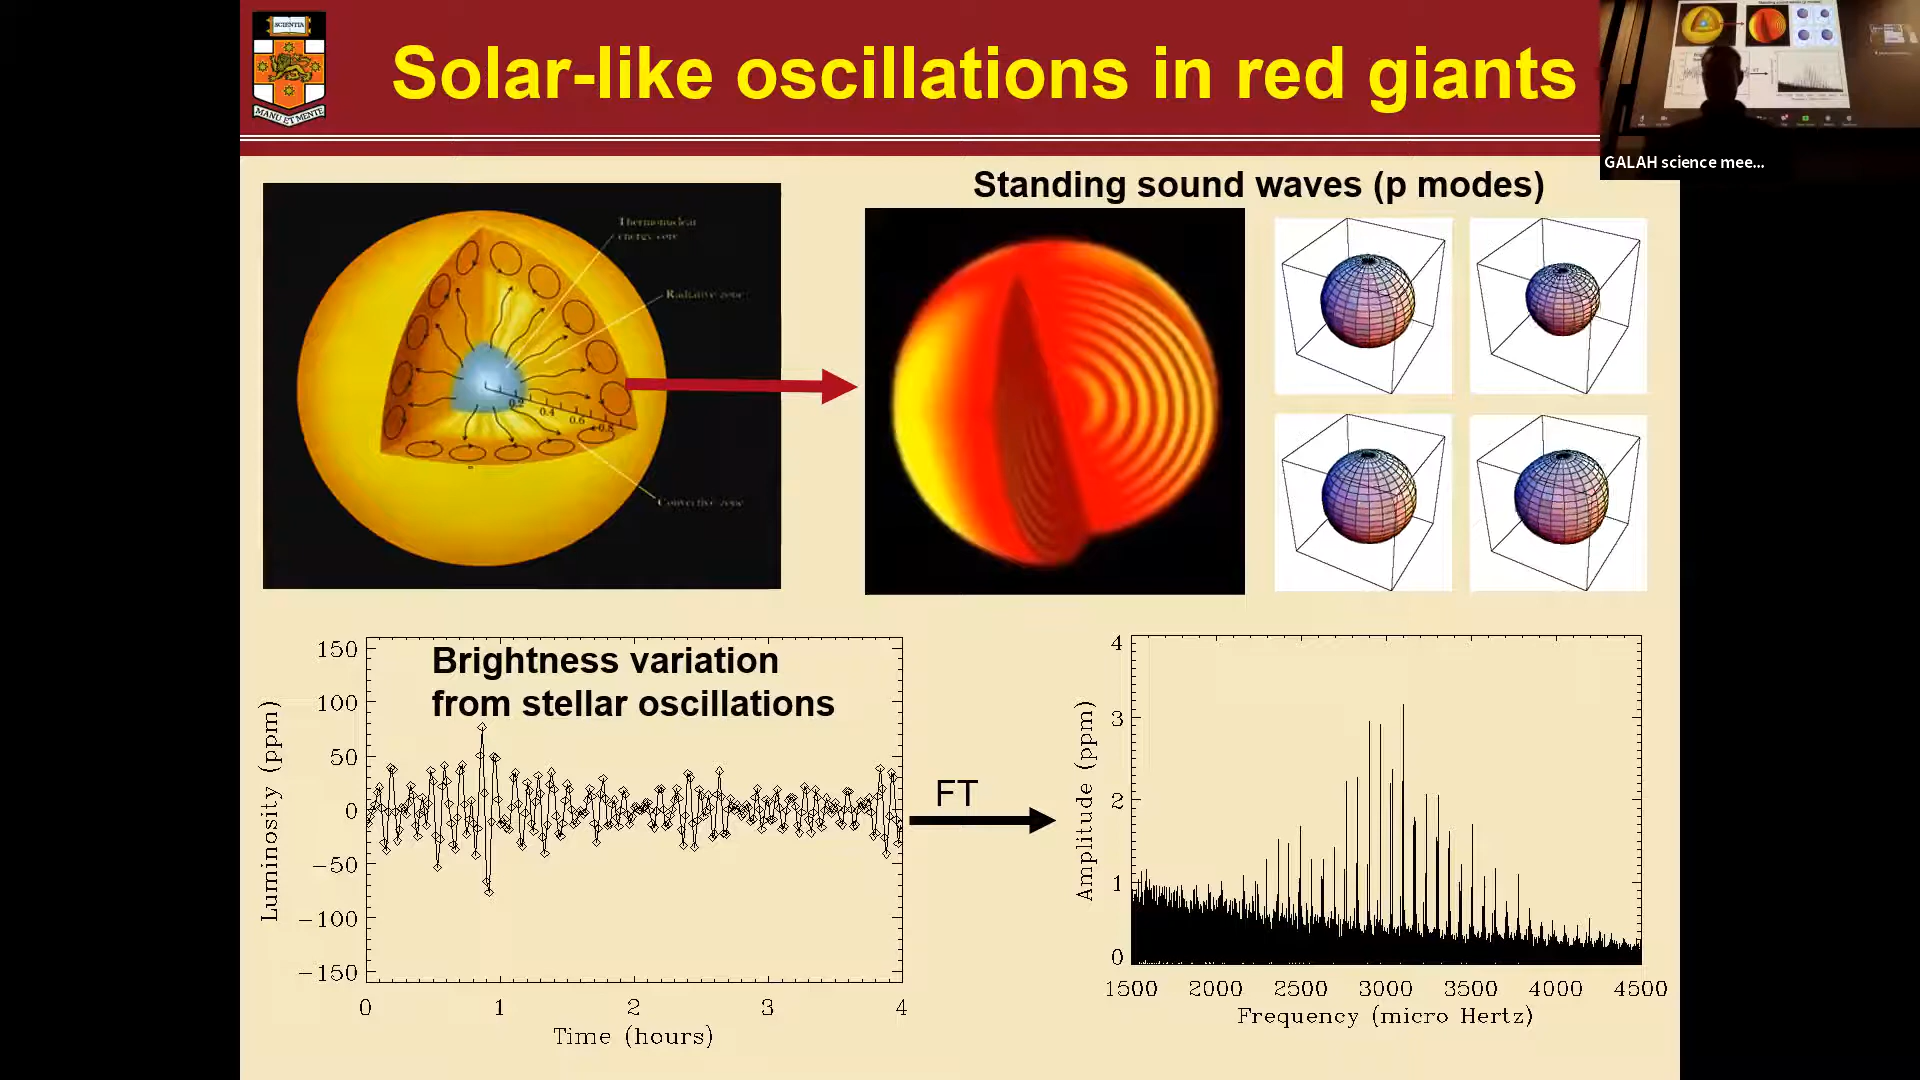 SCIENTIA
MANU ET MENTE
Solar-like oscillations in red giants
GALAH science mee...
Standing sound waves (p modes)
Thermonuclear
energy core
Radiative zone
0.2
0.4
0.6
0.8
Convective zone
Brightness variation
from stellar oscillations
Luminosity (ppm)
150
100
50
0
−50
−100
−150
0 1 2 3 4
Time (hours)
FT
Amplitude (ppm)
4
3
2
1
0
1500 2000 2500 3000 3500 4000 4500
Frequency (micro Hertz)